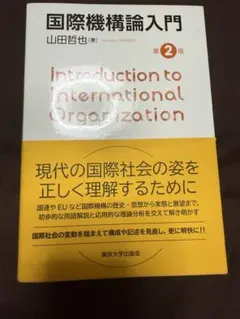 国際機構論入門
山田哲也[著]
第2版
Introduction to
International
Organization
現代の国際社会の姿を
正しく理解するために
国連やEUなど国際機構の歴史・思想から実態と展望まで、
初歩的な用語解説と応用的な理論分析を交えて解き明かす
国際社会の変動を踏まえて構成や記述を見直し、更に明快に!!
東京大学出版会